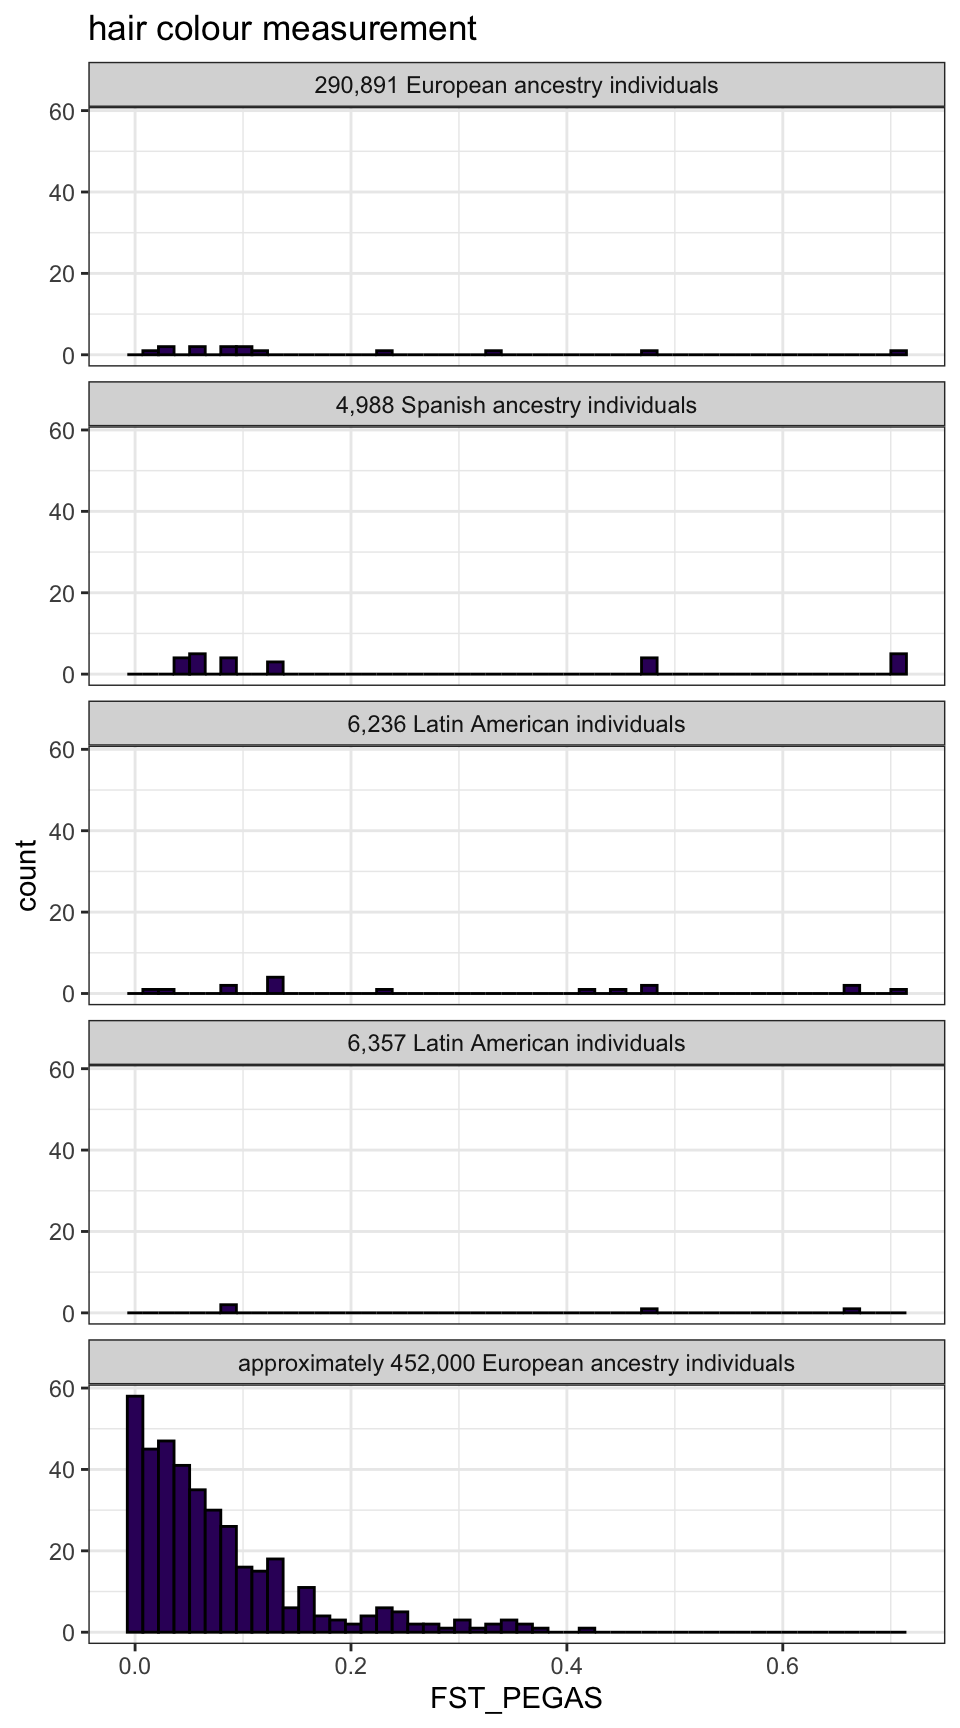 hair colour measurement
290,891 European ancestry individuals
60
40
20
0
4,988 Spanish ancestry individuals
60
40
20
0
6,236 Latin American individuals
60
40
20
0
count
6,357 Latin American individuals
60
40
20
0
approximately 452,000 European ancestry individuals
60
40
20
0
0.0 0.2 0.4 0.6
FST_PEGAS